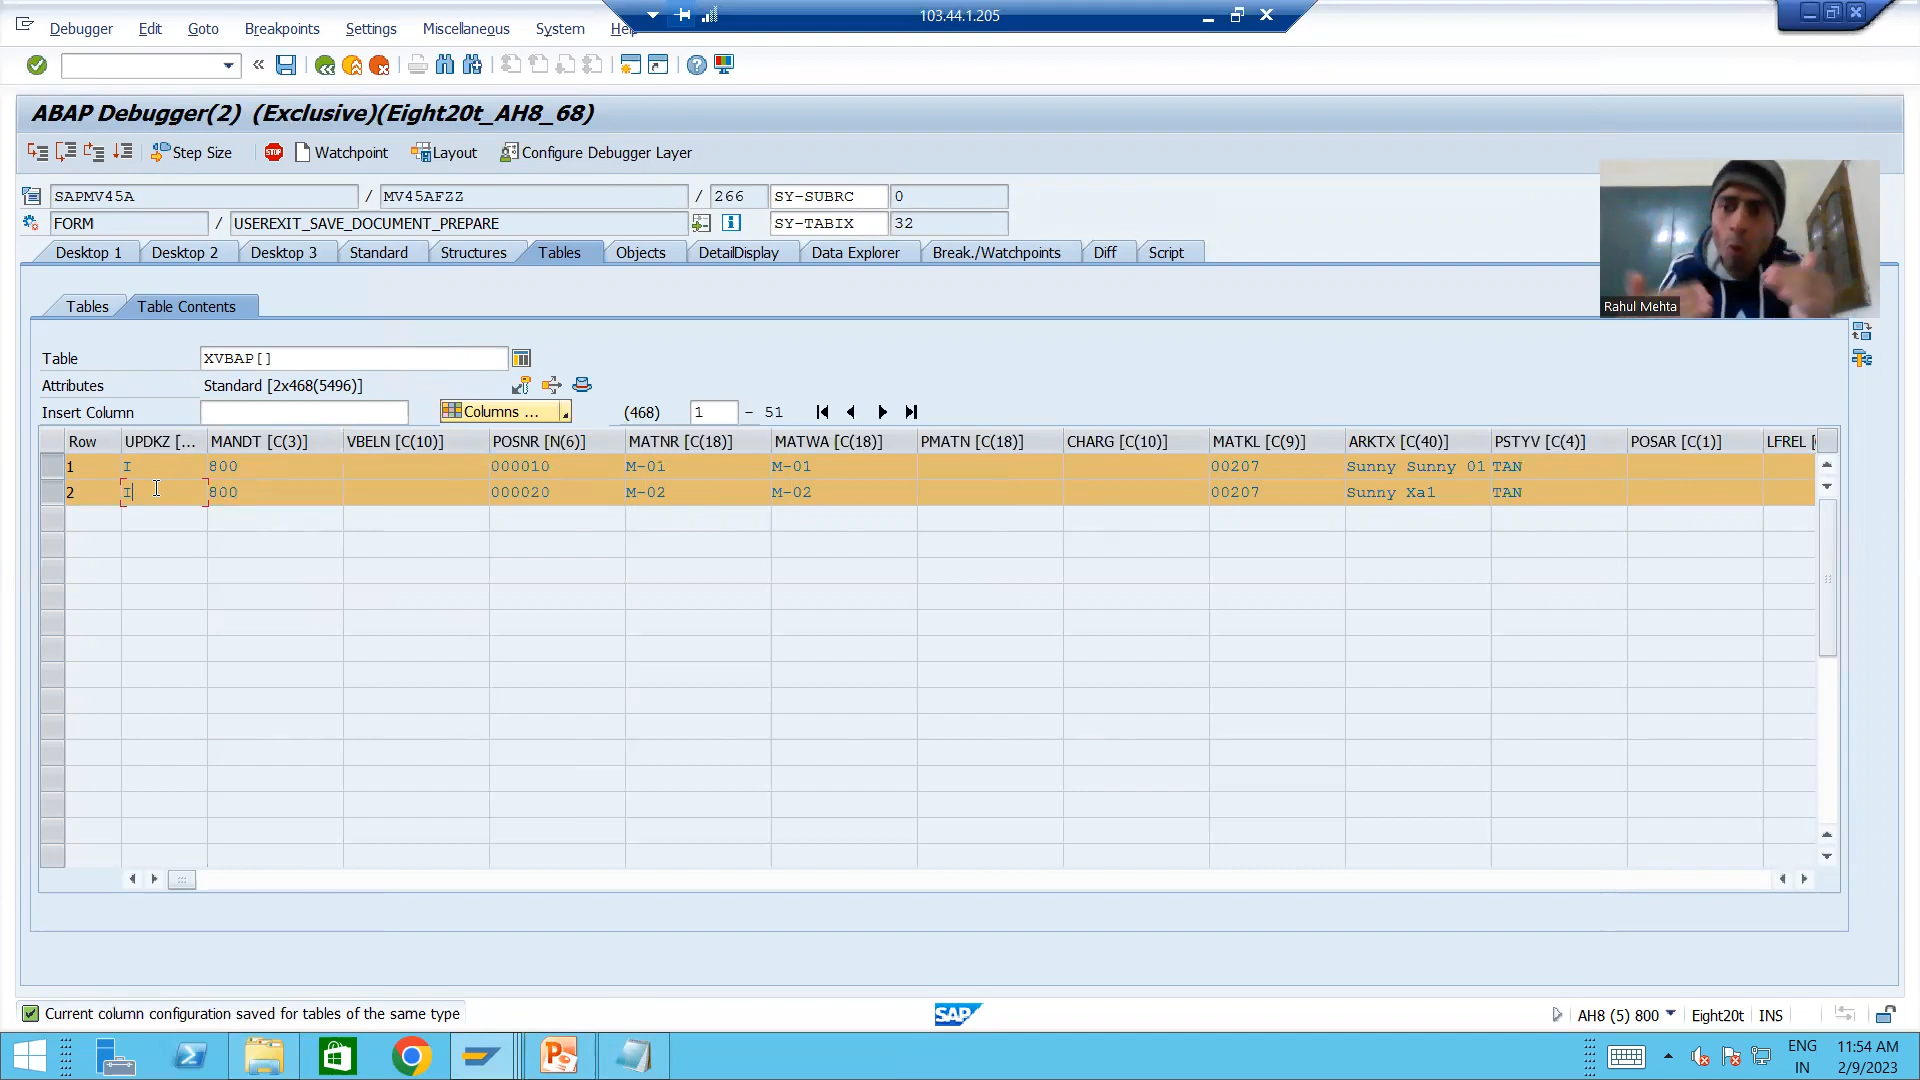 103.44.1.205
Debugger Edit Goto Breakpoints Settings Miscellaneous System Help
ABAP Debugger(2) (Exclusive)(Eight20t_AH8_68)
Step Size STOP Watchpoint Layout Configure Debugger Layer
SAPMV45A / MV45AFZZ / 266 SY-SUBRC 0
FORM / USEREXIT_SAVE_DOCUMENT_PREPARE SY-TABIX 32
Desktop 1 Desktop 2 Desktop 3 Standard Structures Tables Objects DetailDisplay Data Explorer Break./Watchpoints Diff Script
Rahul Mehta
Tables Table Contents
Table XVBAP[]
Attributes Standard [2x468(5496)]
Insert Column Columns ... (468) 1 - 51
Row UPDKZ [... MANDT [C(3)] VBELN [C(10)] POSNR [N(6)] MATNR [C(18)] MATWA [C(18)] PMATN [C(18)] CHARG [C(10)] MATKL [C(9)] ARKTX [C(40)] PSTYV [C(4)] POSAR [C(1)] LFREL [
1 I 800 000010 M-01 M-01 00207 Sunny Sunny 01 TAN
2 I 800 000020 M-02 M-02 00207 Sunny Xa1 TAN
Current column configuration saved for tables of the same type
SAP
AH8 (5) 800 Eight20t INS
ENG 11:54 AM
IN 2/9/2023